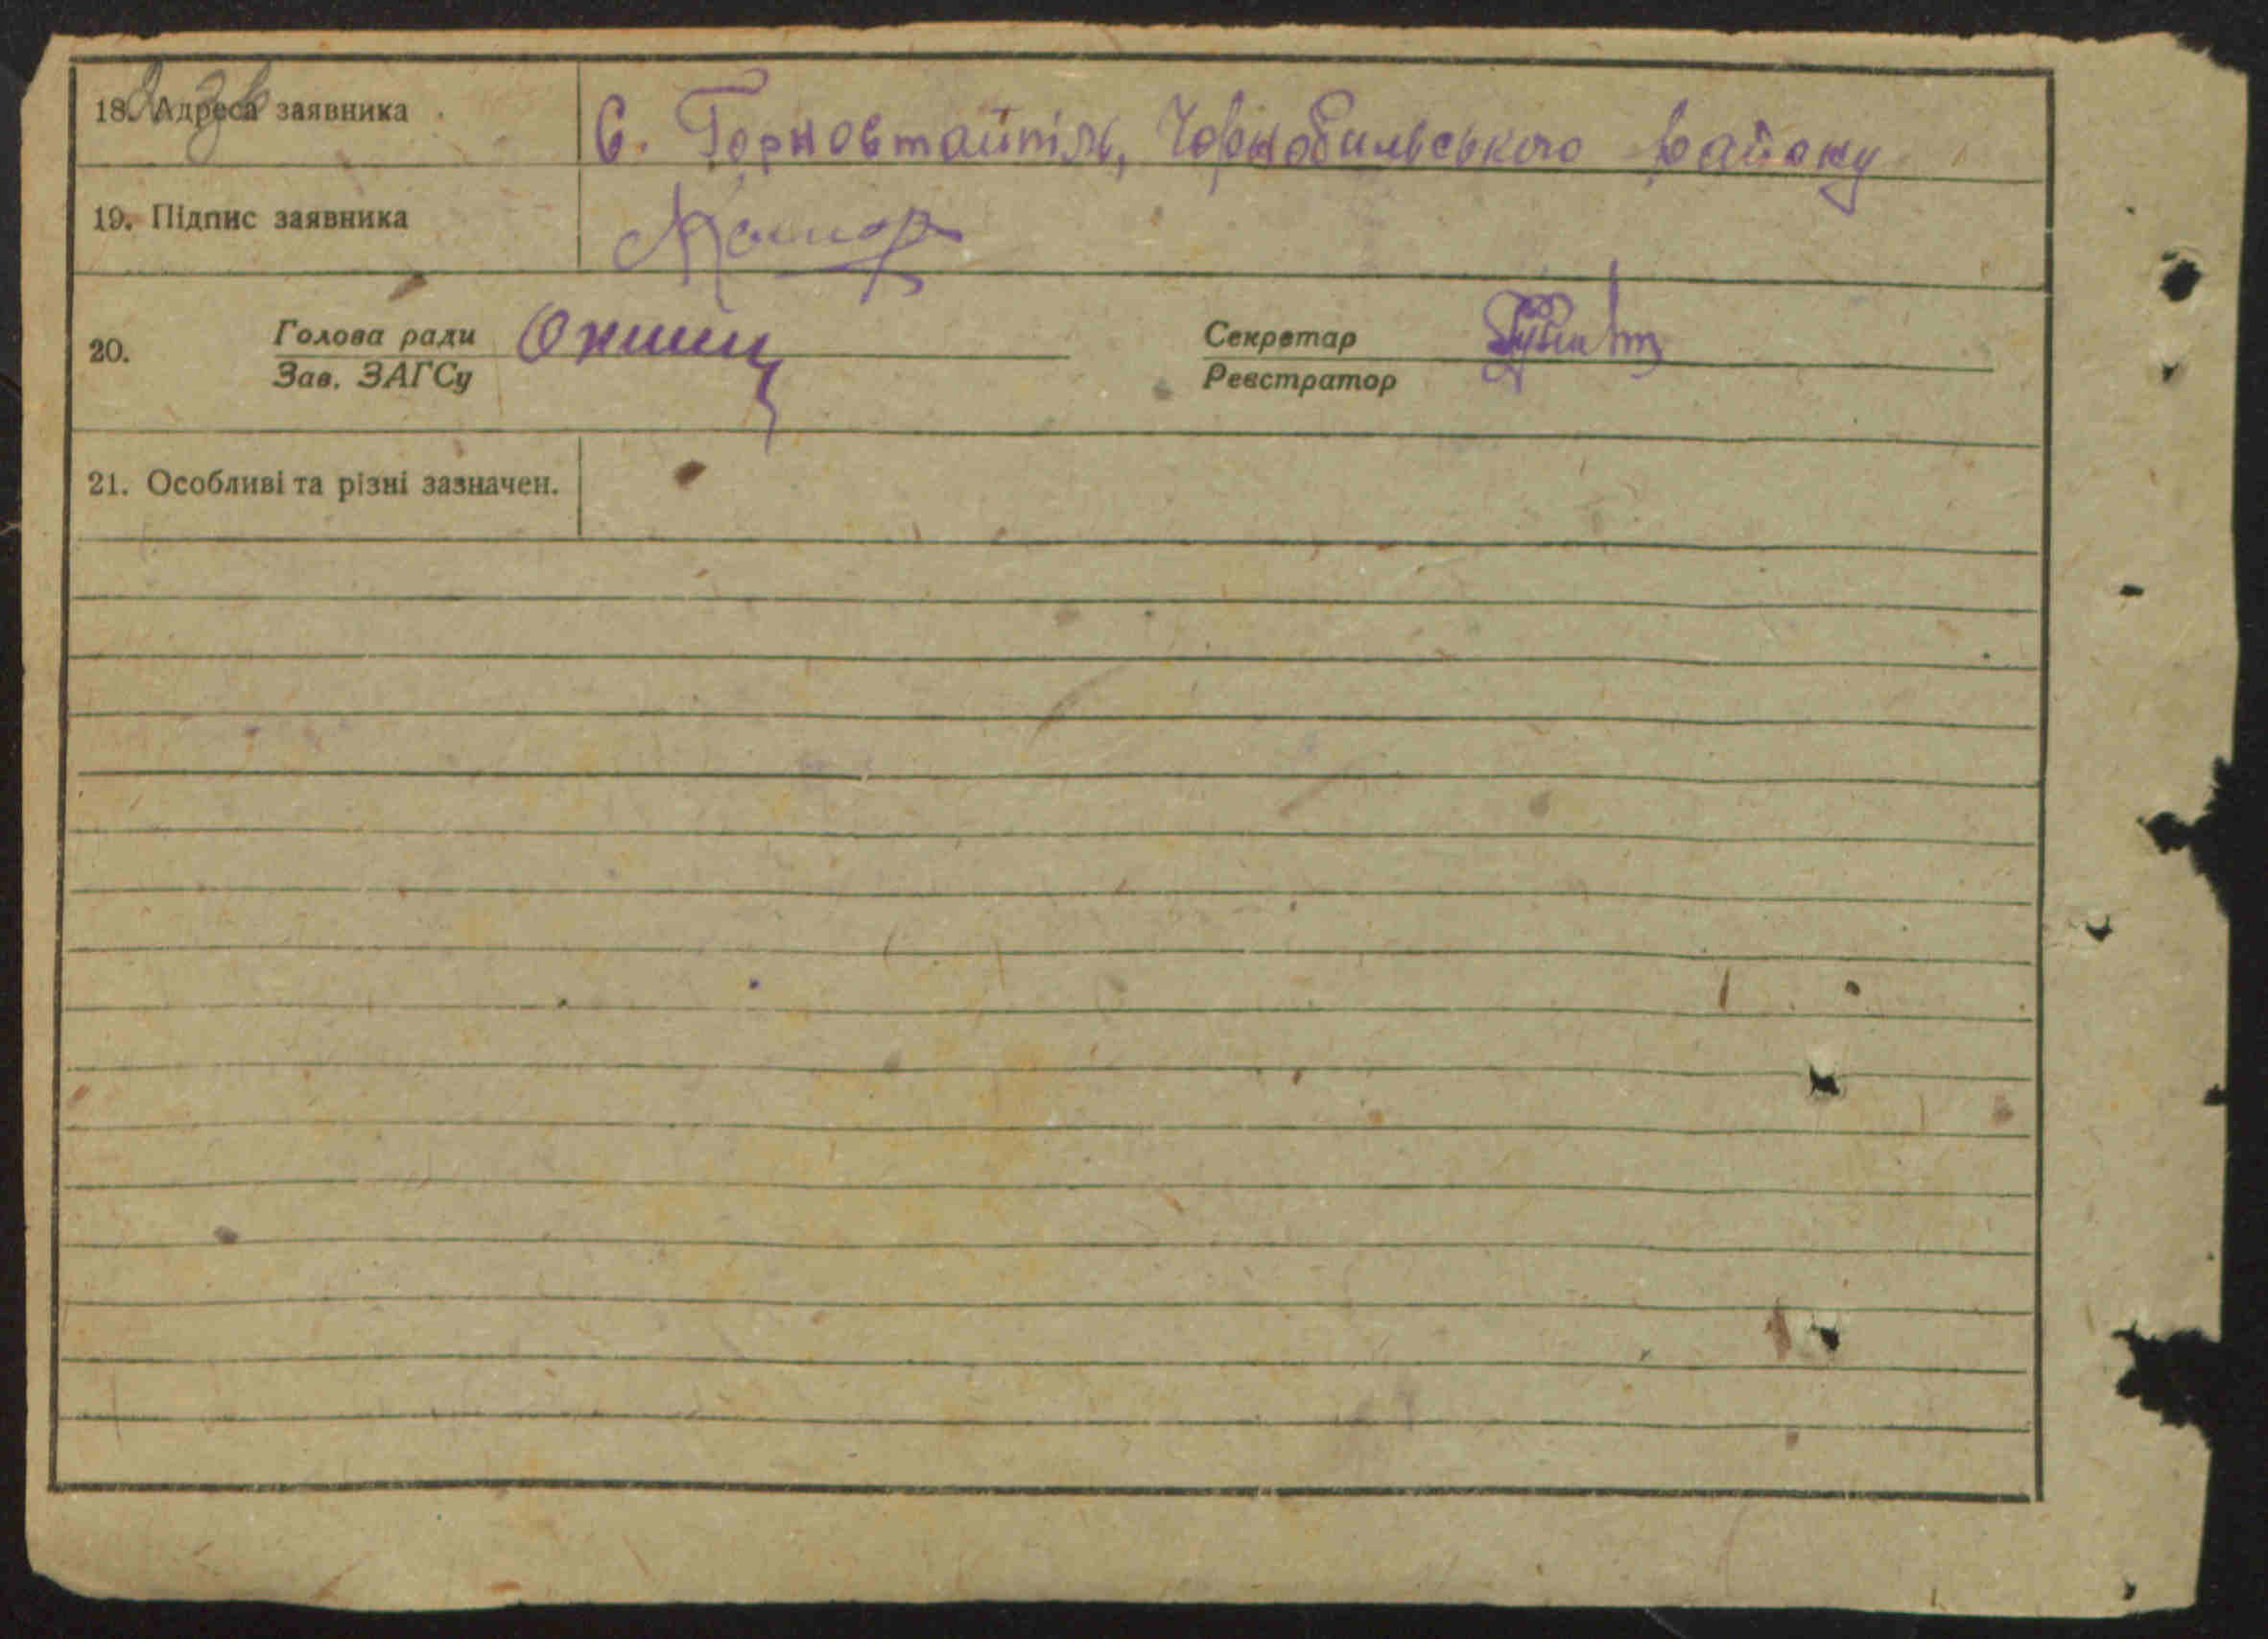 18. Адреса заявника С. Горновтайпіль, Чорнобильського району
19. Підпис заявника
20. Голова ради Секретар
Зав. ЗАГСу Реєстратор
21. Особливі та різні зазначен.